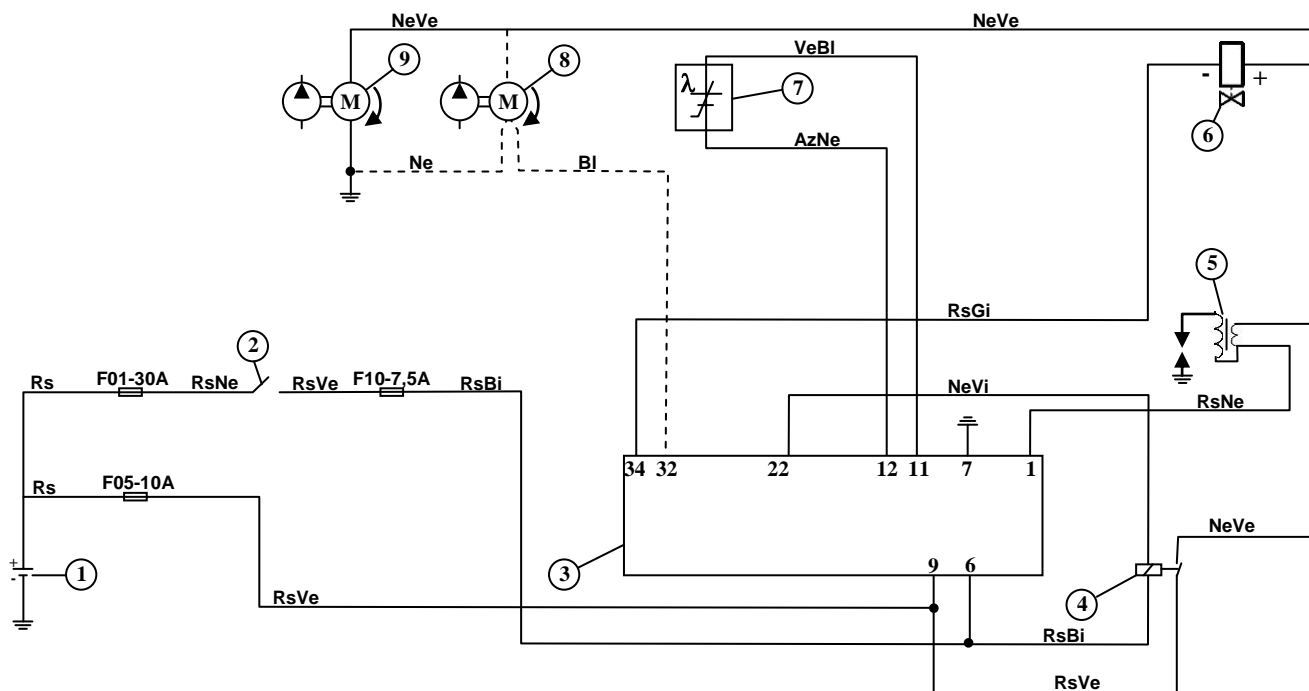 NeVe NeVe
9 8 VeBl
7
M M λ
- +
6
AzNe
Ne Bl
5
RsGi
2
Rs F01-30A RsNe RsVe F10-7,5A RsBi
NeVi
RsNe
34 32 22 12 11 7 1
Rs F05-10A
NeVe
+
-
1 3 9 6
4
RsVe
RsBi
RsVe